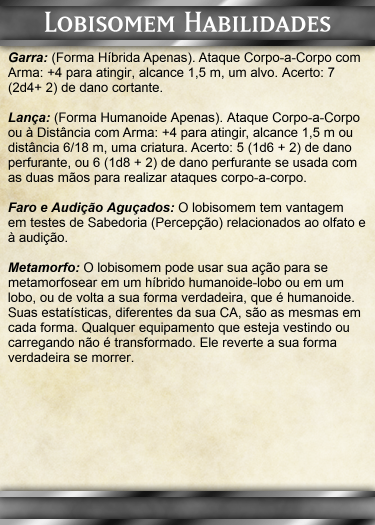 Lobisomem Habilidades
Garra: (Forma Híbrida Apenas). Ataque Corpo-a-Corpo com
Arma: +4 para atingir, alcance 1,5 m, um alvo. Acerto: 7
(2d4+ 2) de dano cortante.
Lança: (Forma Humanoide Apenas). Ataque Corpo-a-Corpo
ou à Distância com Arma: +4 para atingir, alcance 1,5 m ou
distância 6/18 m, uma criatura. Acerto: 5 (1d6 + 2) de dano
perfurante, ou 6 (1d8 + 2) de dano perfurante se usada com
as duas mãos para realizar ataques corpo-a-corpo.
Faro e Audição Aguçados: O lobisomem tem vantagem
em testes de Sabedoria (Percepção) relacionados ao olfato e
à audição.
Metamorfo: O lobisomem pode usar sua ação para se
metamorfosear em um híbrido humanoide-lobo ou em um
lobo, ou de volta a sua forma verdadeira, que é humanoide.
Suas estatísticas, diferentes da sua CA, são as mesmas em
cada forma. Qualquer equipamento que esteja vestindo ou
carregando não é transformado. Ele reverte a sua forma
verdadeira se morrer.